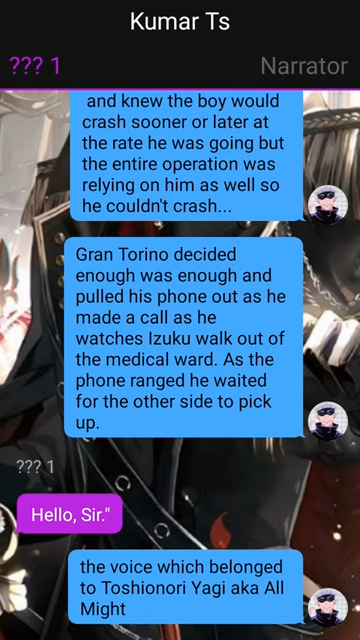 Kumar Ts
??? 1
Narrator
and knew the boy would
crash sooner or later at
the rate he was going but
the entire operation was
relying on him as well so
he couldn't crash...
Gran Torino decided
enough was enough and
pulled his phone out as he
made a call as he
watches Izuku walk out of
the medical ward. As the
phone ranged he waited
for the other side to pick
up.
??? 1
Hello, Sir."
the voice which belonged
to Toshionori Yagi aka All
Might